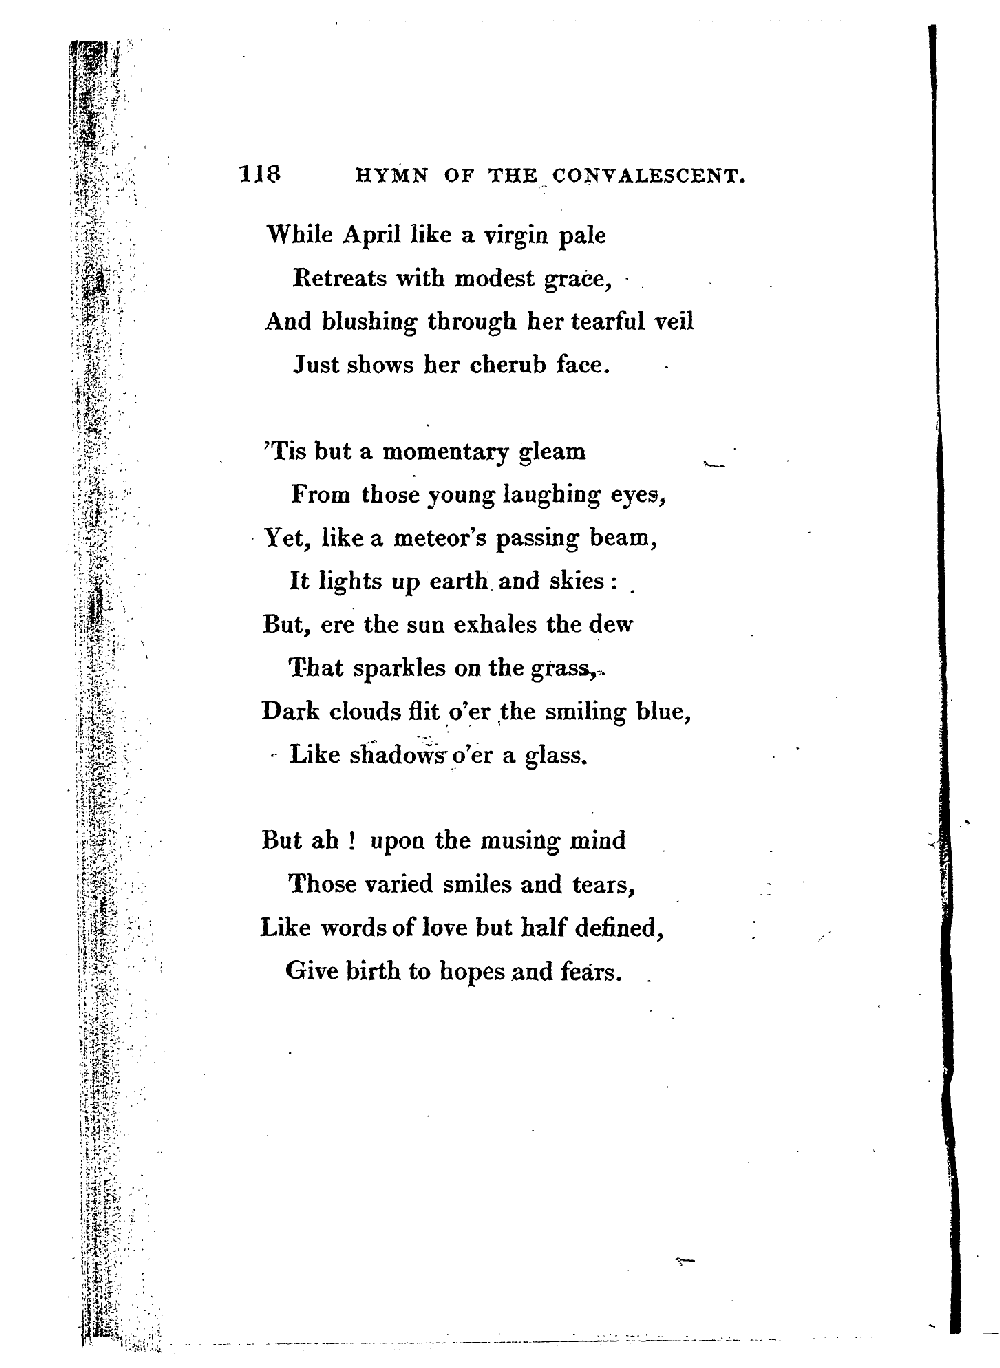 118 HYMN OF THE CONVALESCENT.
While April like a virgin pale
Retreats with modest grace,
And blushing through her tearful veil
Just shows her cherub face.
'Tis but a momentary gleam
From those young laughing eyes,
Yet, like a meteor's passing beam,
It lights up earth and skies :
But, ere the sun exhales the dew
That sparkles on the grass,
Dark clouds flit o'er the smiling blue,
Like shadows o'er a glass.
But ah ! upon the musing mind
Those varied smiles and tears,
Like words of love but half defined,
Give birth to hopes and fears.